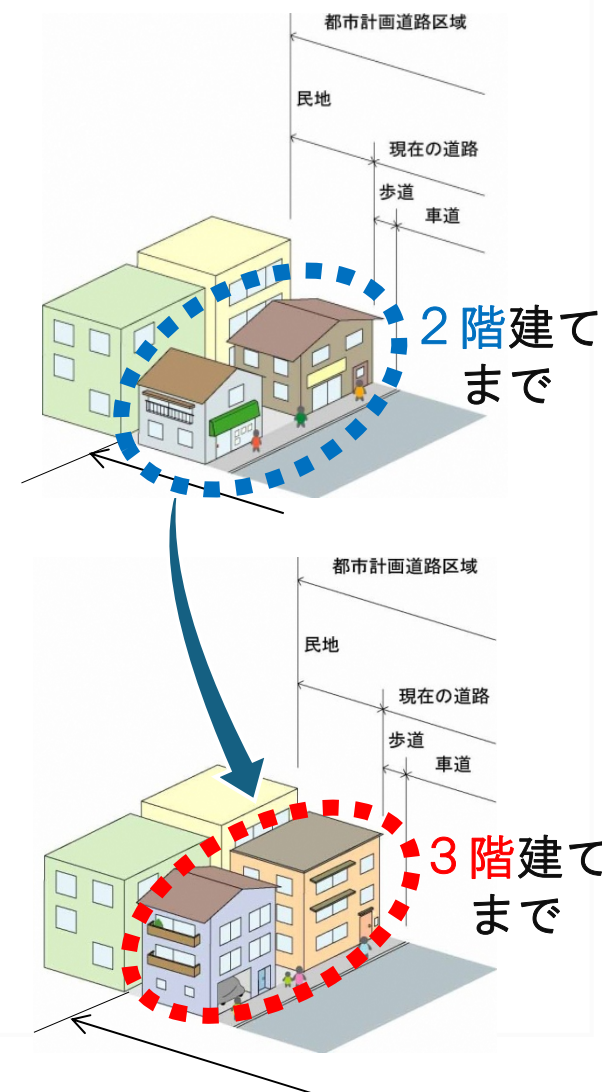 都市計画道路区域
民地
現在の道路
歩道
車道
２階建て
まで
都市計画道路区域
民地
現在の道路
歩道
車道
３階建て
まで